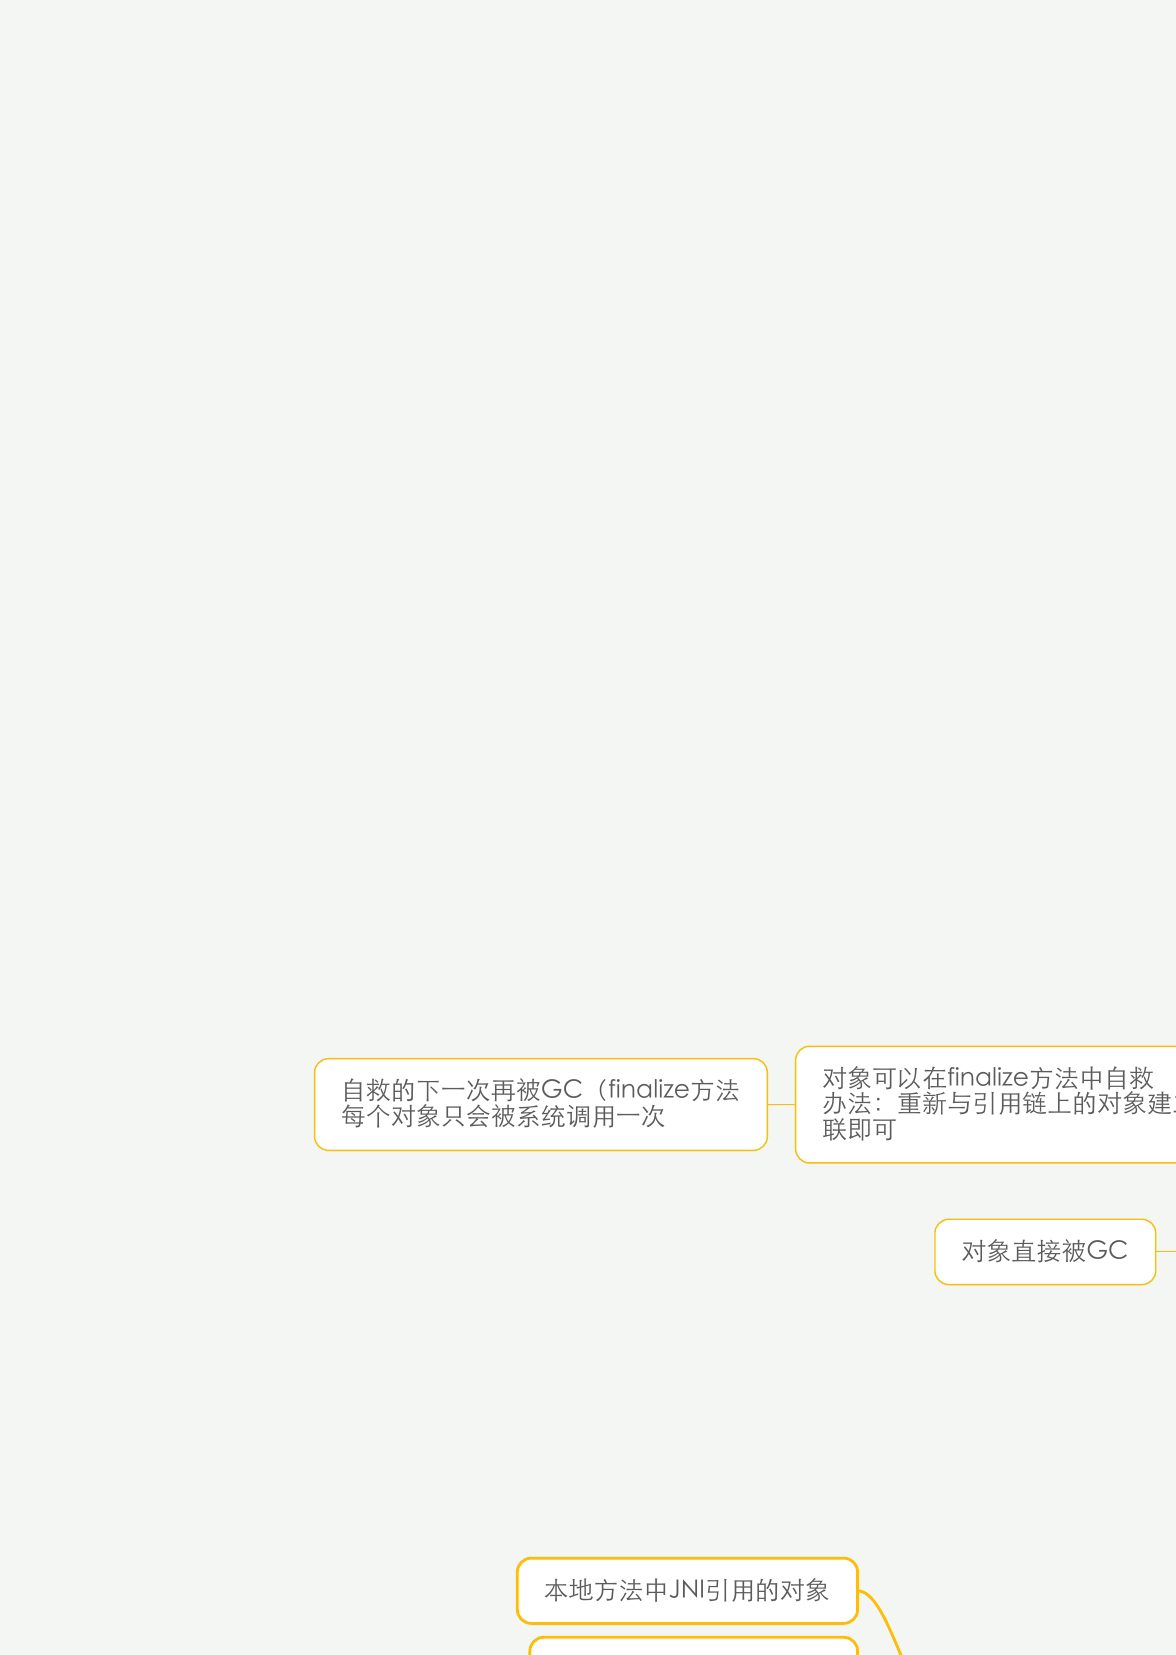 自救的下一次再被GC（finalize方法
每个对象只会被系统调用一次
对象可以在finalize方法中自救
办法：重新与引用链上的对象建
联即可
对象直接被GC
本地方法中JNI引用的对象